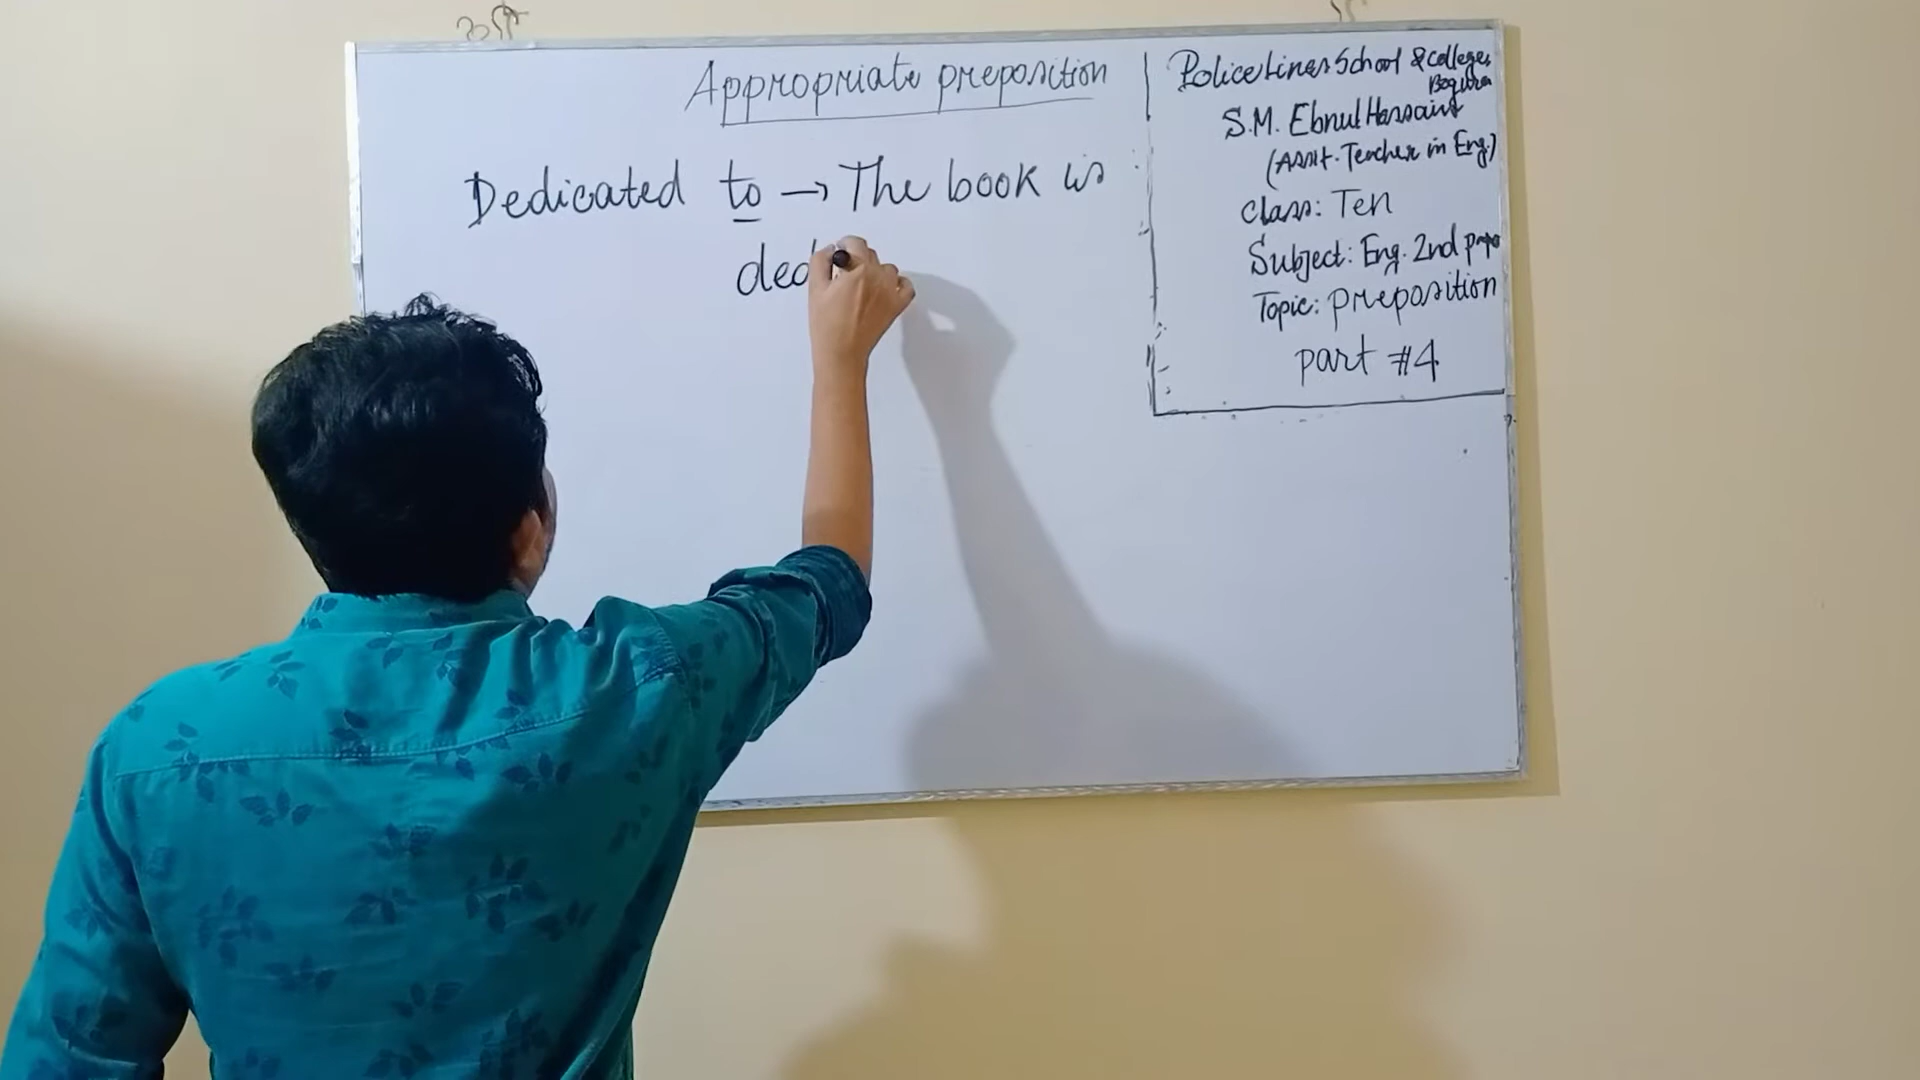 Appropriate preposition
Dedicated to → The book is
ded
Police Lines School & College,
Bogura
S.M. Ebnul Hassain
(Asst. Teacher in Eng.)
Class: Ten
Subject: Eng. 2nd paper
Topic: preposition
part #4